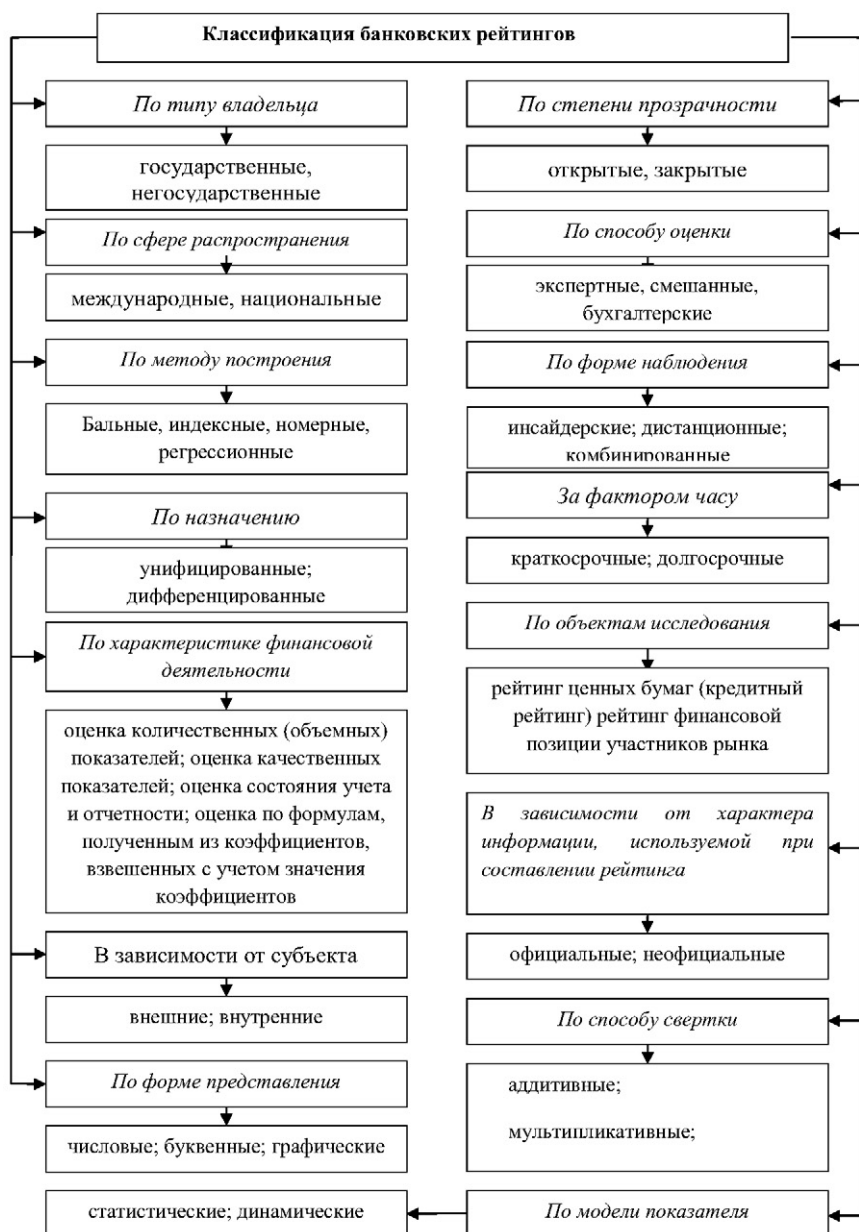 Классификация банковских рейтингов
По типу владельца
государственные,
негосударственные
По сфере распространения
международные, национальные
По методу построения
Бальные, индексные, номерные,
регрессионные
По назначению
унифицированные;
дифференцированные
По характеристике финансовой
деятельности
оценка количественных (объемных)
показателей; оценка качественных
показателей; оценка состояния учета
и отчетности; оценка по формулам,
полученным из коэффициентов,
взвешенных с учетом значения
коэффициентов
В зависимости от субъекта
внешние; внутренние
По форме представления
числовые; буквенные; графические
По степени прозрачности
открытые, закрытые
По способу оценки
экспертные, смешанные,
бухгалтерские
По форме наблюдения
инсайдерские; дистанционные;
комбинированные
За фактором часу
краткосрочные; долгосрочные
По объектам исследования
рейтинг ценных бумаг (кредитный
рейтинг) рейтинг финансовой
позиции участников рынка
В зависимости от характера
информации, используемой при
составлении рейтинга
официальные; неофициальные
По способу свертки
аддитивные;
мультипликативные;
По модели показателя
статистические; динамические